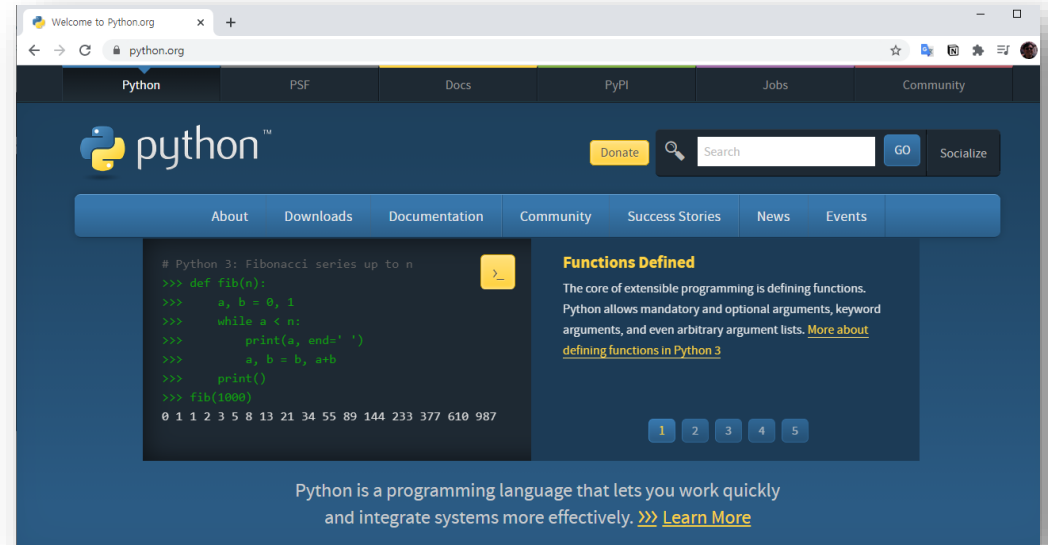 Welcome to Python.org
python.org
Python PSF Docs PyPI Jobs Community
python™
Donate Search GO Socialize
About Downloads Documentation Community Success Stories News Events
# Python 3: Fibonacci series up to n
>>> def fib(n):
>>>     a, b = 0, 1
>>>     while a < n:
>>>         print(a, end=' ')
>>>         a, b = b, a+b
>>>     print()
>>> fib(1000)
0 1 1 2 3 5 8 13 21 34 55 89 144 233 377 610 987
>_
Functions Defined
The core of extensible programming is defining functions.
Python allows mandatory and optional arguments, keyword
arguments, and even arbitrary argument lists. More about
defining functions in Python 3
1 2 3 4 5
Python is a programming language that lets you work quickly
and integrate systems more effectively. >>> Learn More